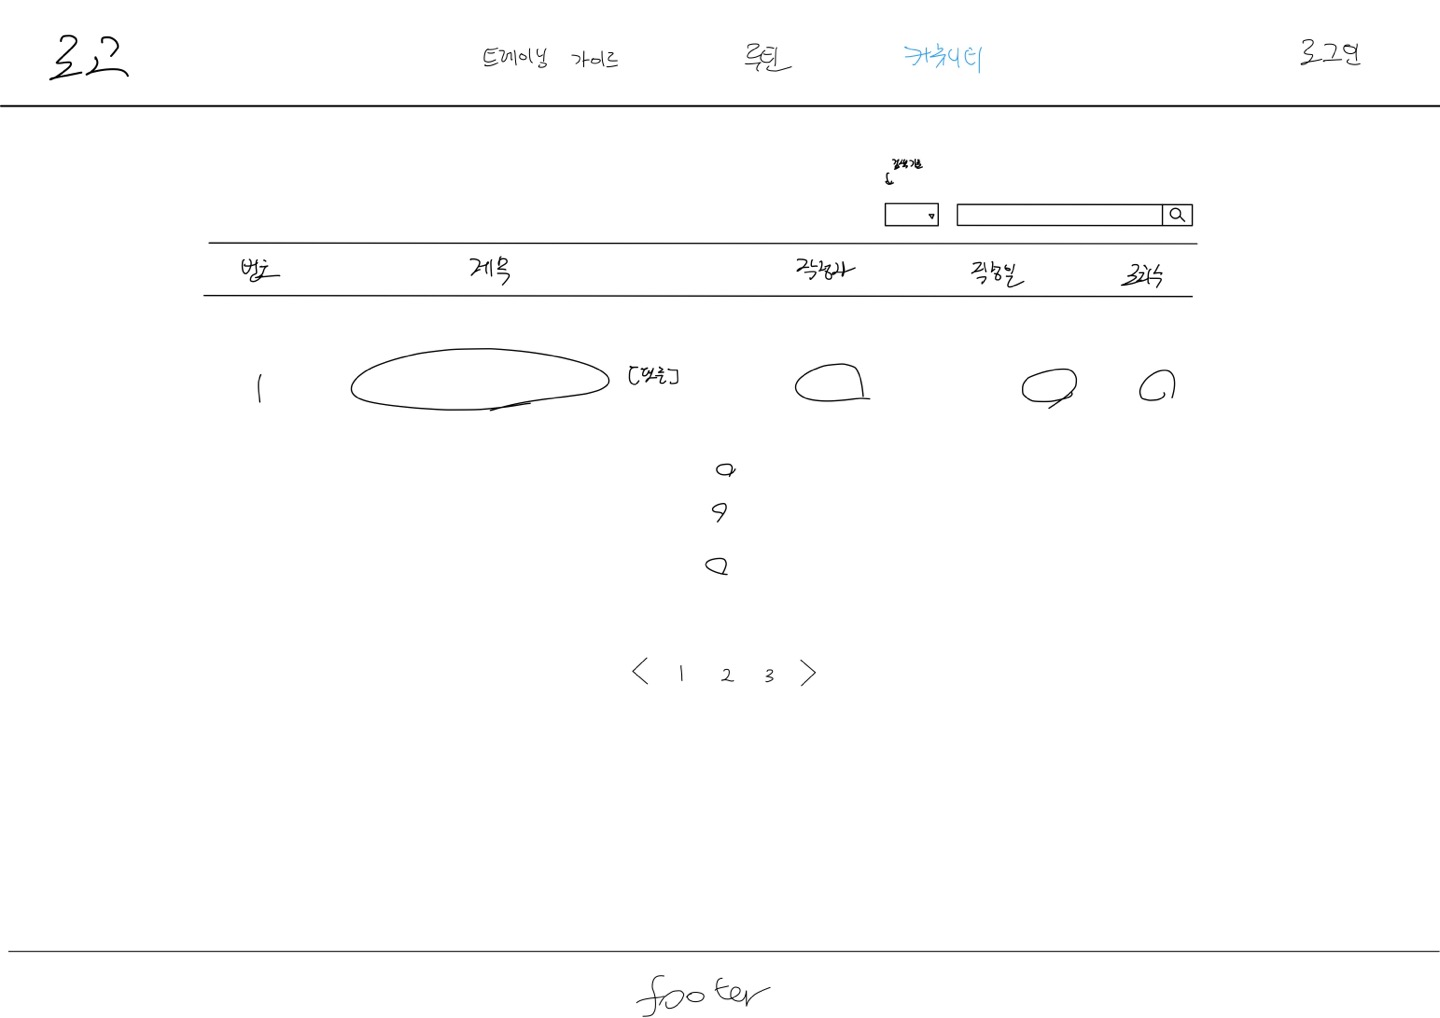 로고 트레이닝 가이드 루틴 커뮤니티 로그인
검색기준
번호 제목 작성자 작성일 조회수
1 [댓글]
< 1 2 3 >
footer